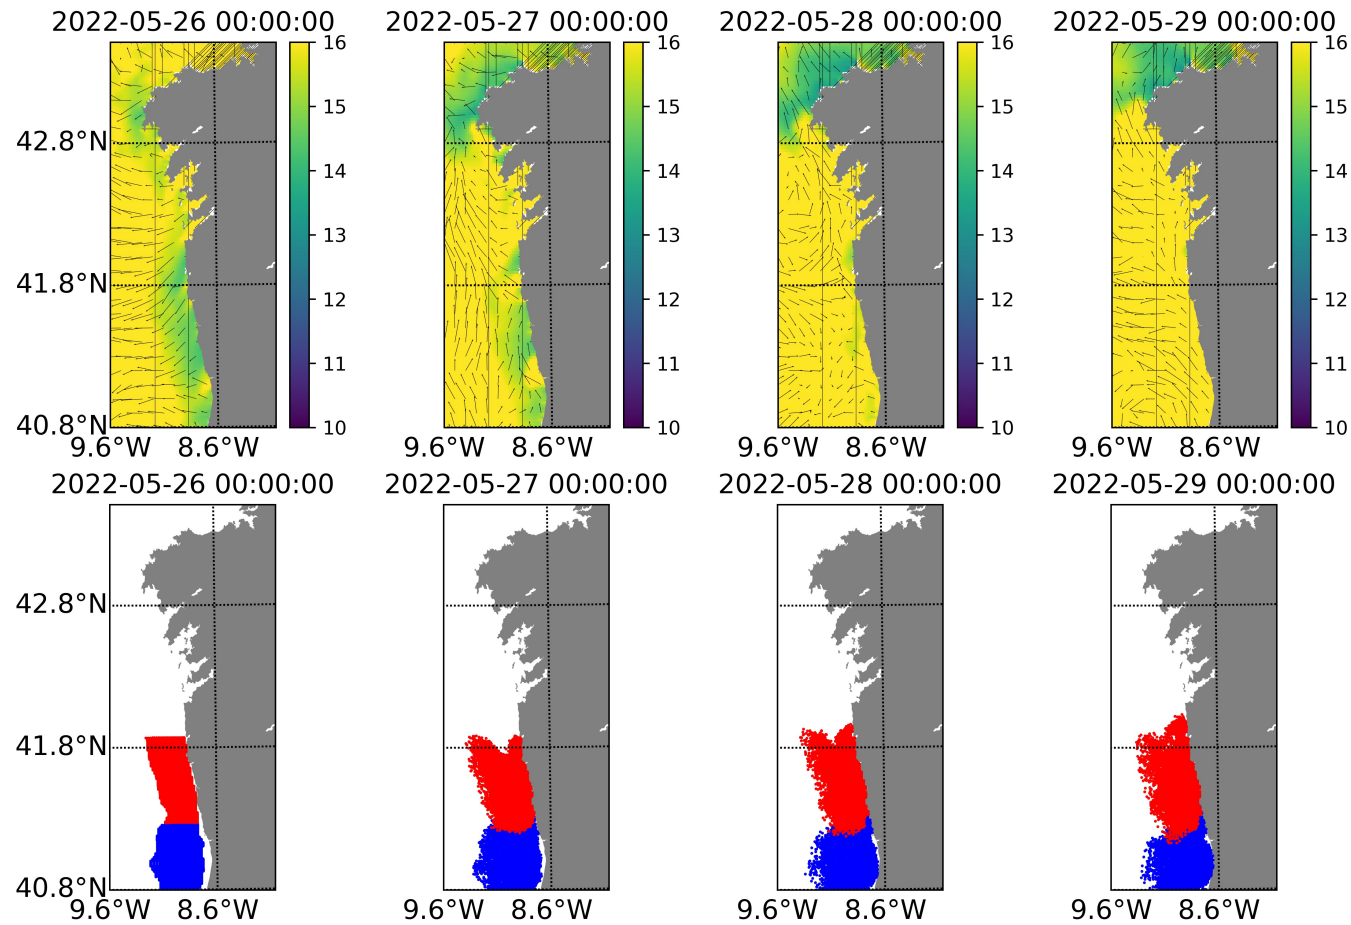 2022-05-26 00:00:00 2022-05-27 00:00:00 2022-05-28 00:00:00 2022-05-29 00:00:00
16 16 16 16
15 15 15 15
42.8°N
14 14 14 14
13 13 13 13
41.8°N
12 12 12 12
11 11 11 11
40.8°N 10 10 10 10
9.6°W 8.6°W 9.6°W 8.6°W 9.6°W 8.6°W 9.6°W 8.6°W
2022-05-26 00:00:00 2022-05-27 00:00:00 2022-05-28 00:00:00 2022-05-29 00:00:00
42.8°N
41.8°N
40.8°N
9.6°W 8.6°W 9.6°W 8.6°W 9.6°W 8.6°W 9.6°W 8.6°W